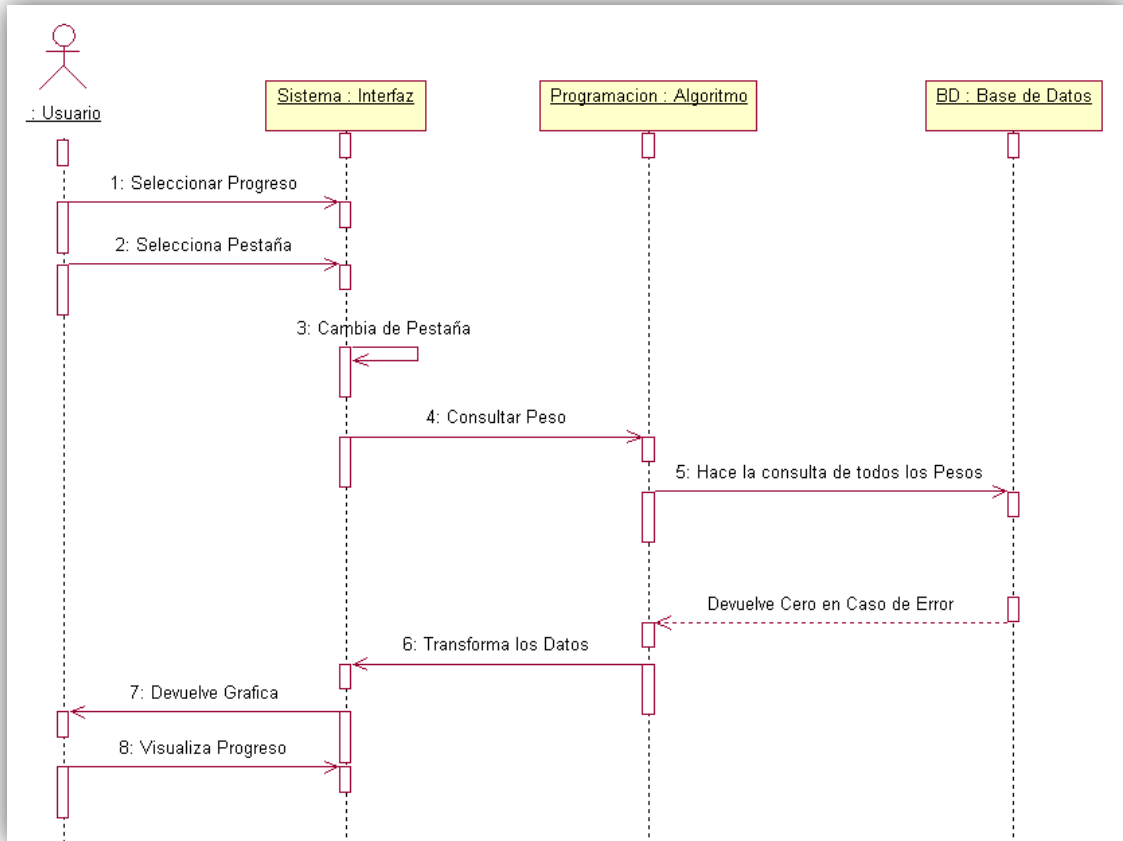 : Usuario
Sistema : Interfaz
Programacion : Algoritmo
BD : Base de Datos
1: Seleccionar Progreso
2: Selecciona Pestaña
3: Cambia de Pestaña
4: Consultar Peso
5: Hace la consulta de todos los Pesos
Devuelve Cero en Caso de Error
6: Transforma los Datos
7: Devuelve Grafica
8: Visualiza Progreso